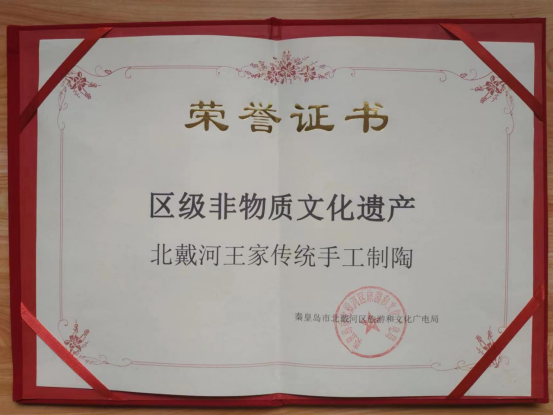 荣誉证书
区级非物质文化遗产
北戴河王家传统手工制陶
秦皇岛市北戴河区旅游和文化广电局